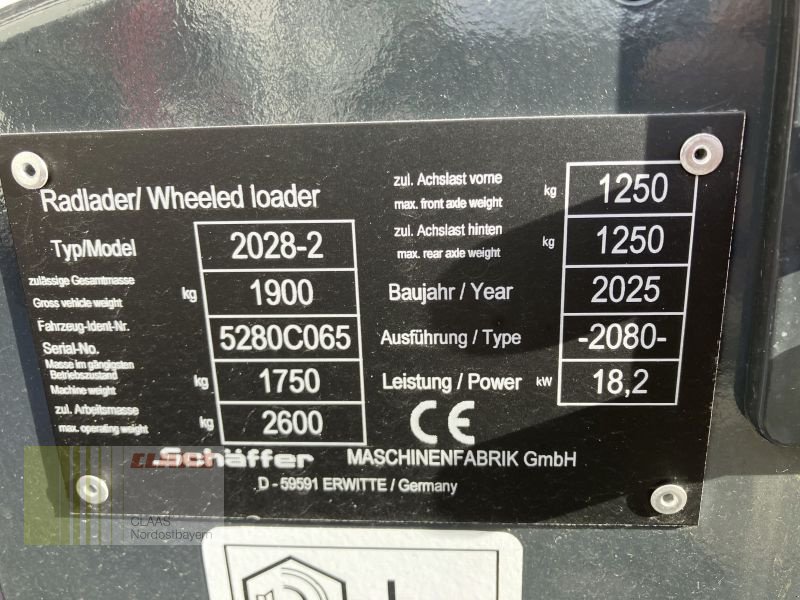 Radlader/ Wheeled loader
Typ/Model 2028-2
zulässige Gesamtmasse
Gross vehicle weight kg 1900
Fahrzeug-Ident-Nr.
Serial-No. 5280C065
Masse im gängigsten
Betriebszustand
Machine weight kg 1750
zul. Arbeitsmasse
max. operating weight kg 2600
zul. Achslast vorne
max. front axle weight kg 1250
zul. Achslast hinten
max. rear axle weight kg 1250
Baujahr / Year 2025
Ausführung / Type -2080-
Leistung / Power kW 18,2
CE
Schäffer MASCHINENFABRIK GmbH
D - 59591 ERWITTE / Germany
CLAAS
CLAAS
Nordostbayern